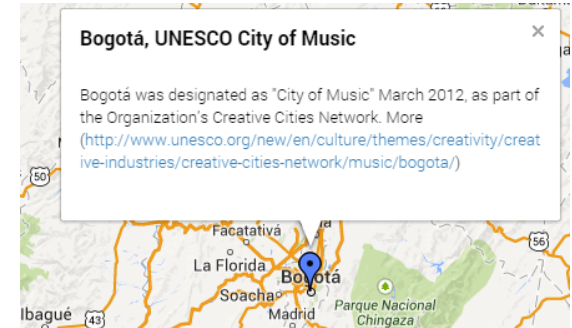 Bogotá, UNESCO City of Music
×
Bogotá was designated as "City of Music" March 2012, as part of
the Organization's Creative Cities Network. More
(http://www.unesco.org/new/en/culture/themes/creativity/creat
ive-industries/creative-cities-network/music/bogota/)
50
Facatativá
56
La Florida
Bogotá
Soacha
Parque Nacional
Chingaza
Ibagué
43
Madrid